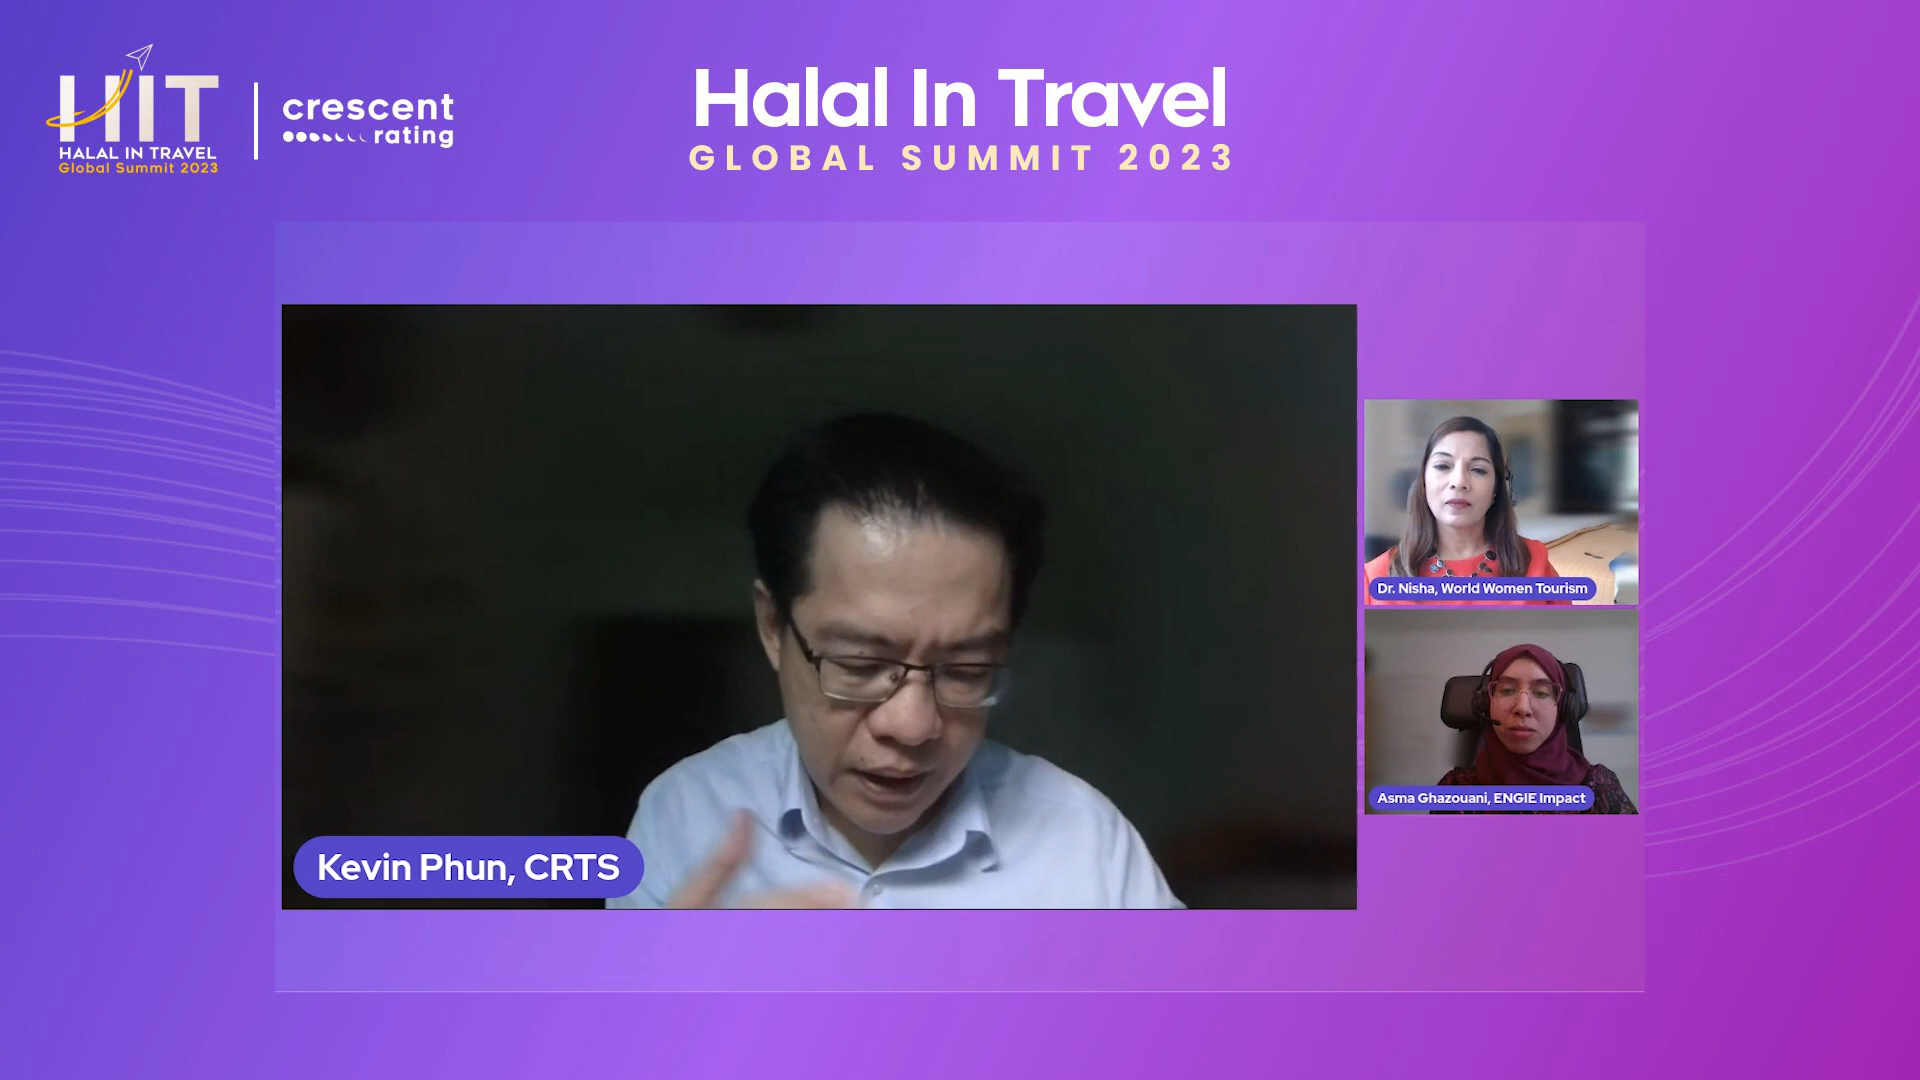 HIT
HALAL IN TRAVEL
Global Summit 2023
crescent
rating
Halal In Travel
GLOBAL SUMMIT 2023
Kevin Phun, CRTS
Dr. Nisha, World Women Tourism
Asma Ghazouani, ENGIE Impact